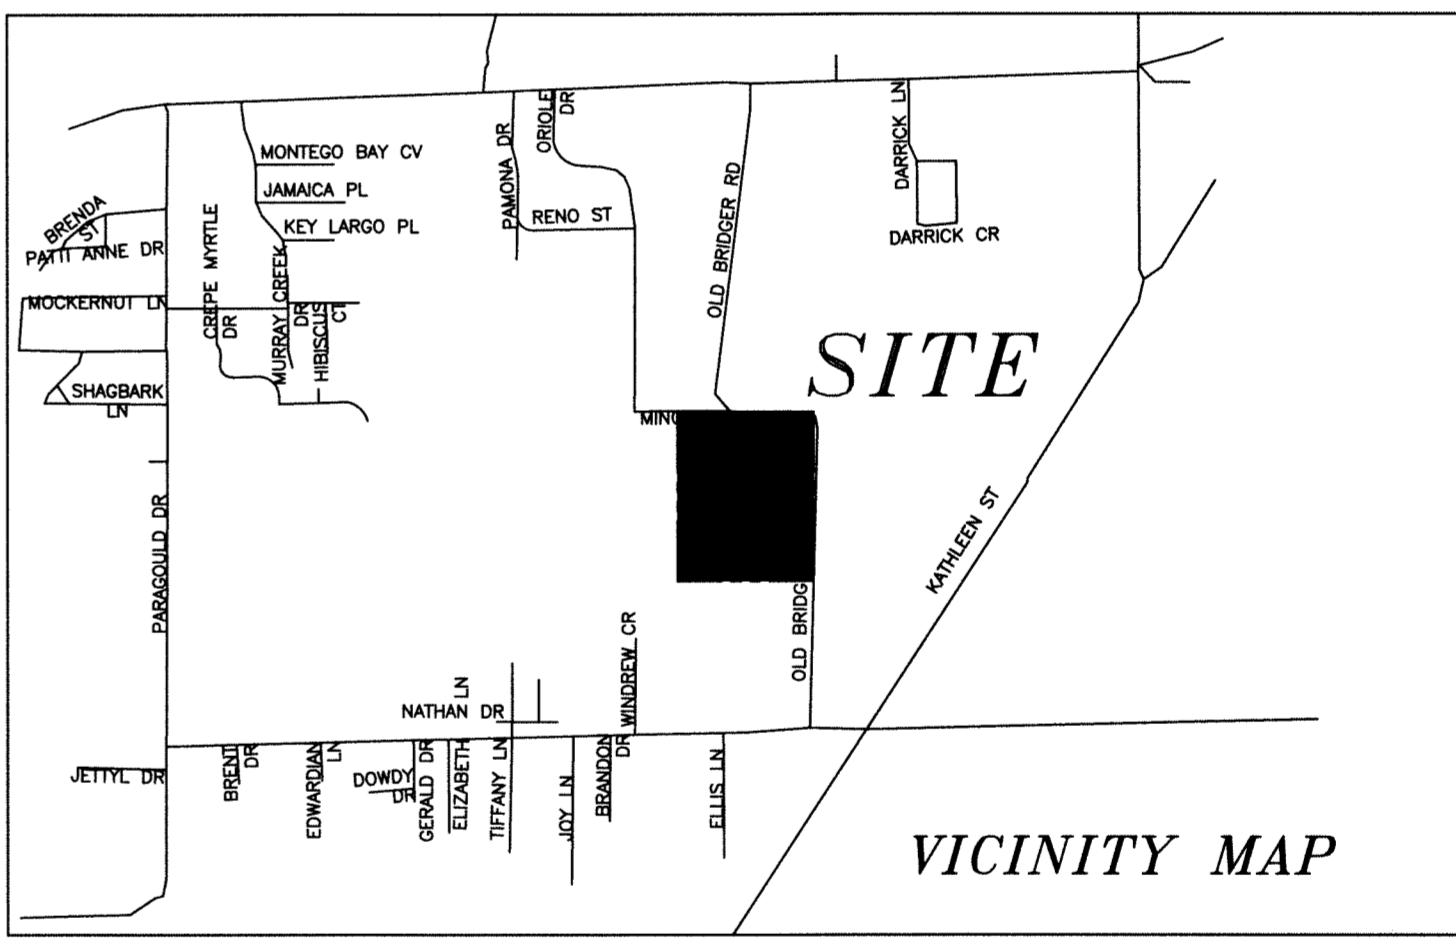 MONTEGO BAY CV
JAMAICA PL
KEY LARGO PL
BRENDA
ST
PATTI ANNE DR
MOCKERNUT LN
SHAGBARK
LN
CREPE MYRTLE
DR
MURRAY CREEK
DR
HIBISCUS
CT
PAMONA DR
ORIOLE
DR
RENO ST
OLD BRIDGER RD
DARRICK LN
DARRICK CR
SITE
PARAGOULD DR
KATHLEEN ST
OLD BRIDG
WINDREW CR
NATHAN DR
JETTYL DR
BRENT
DR
EDWARDIAN
LN
DOWDY
DR
GERALD DR
ELIZABETH
LN
TIFFANY LN
JOY LN
BRANDON
DR
ELLIS LN
VICINITY MAP